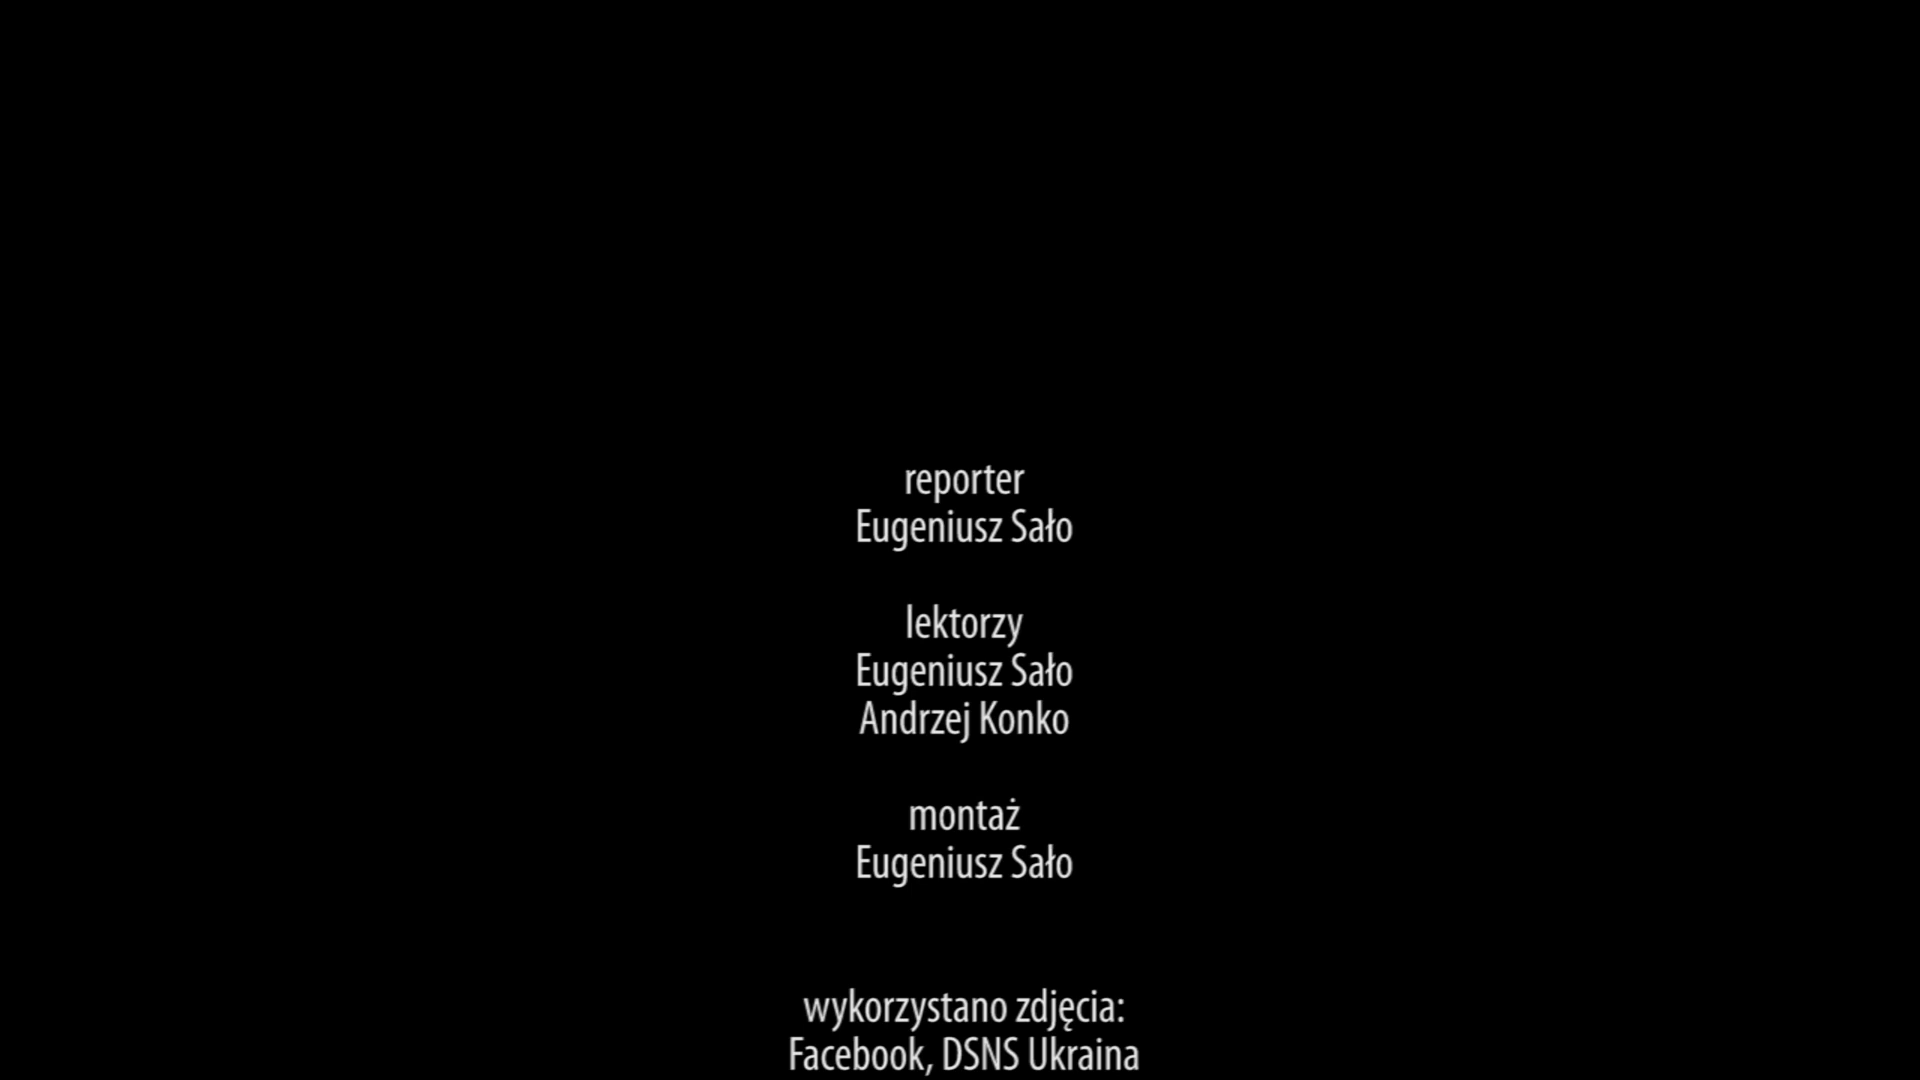 reporter
Eugeniusz Sało
lektorzy
Eugeniusz Sało
Andrzej Konko
montaż
Eugeniusz Sało
wykorzystano zdjęcia:
Facebook, DSNS Ukraina